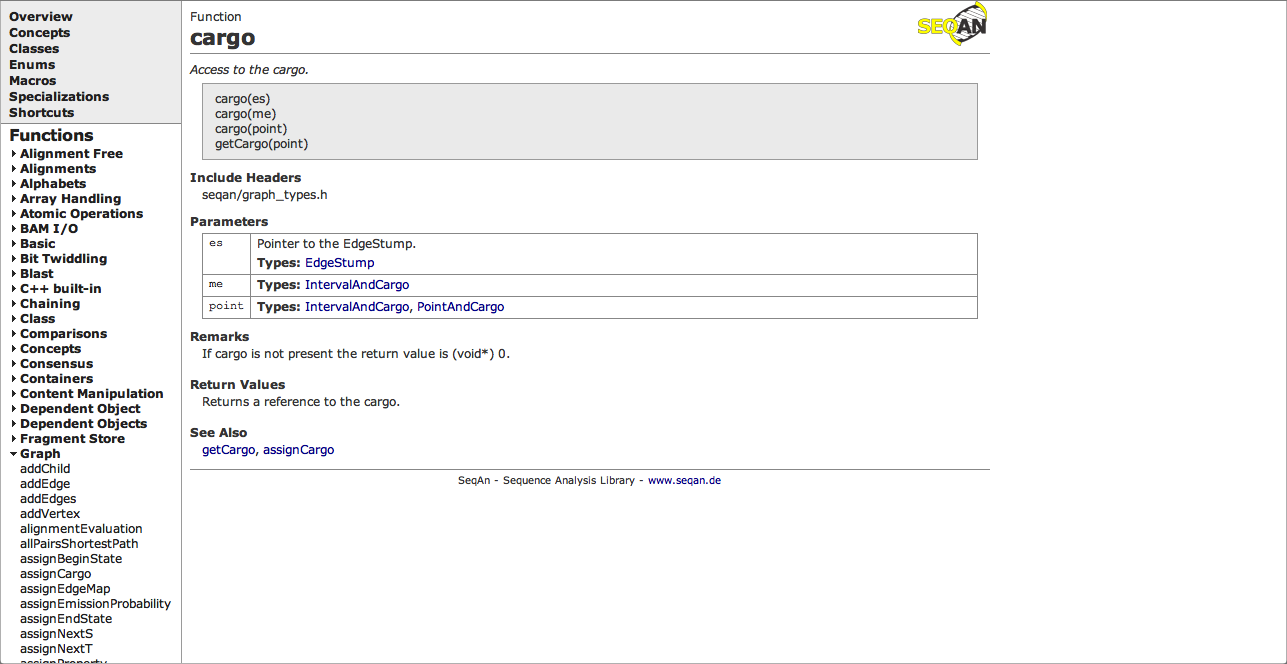 Overview
Concepts
Classes
Enums
Macros
Specializations
Shortcuts
Functions
Alignment Free
Alignments
Alphabets
Array Handling
Atomic Operations
BAM I/O
Basic
Bit Twiddling
Blast
C++ built-in
Chaining
Class
Comparisons
Concepts
Consensus
Containers
Content Manipulation
Dependent Object
Dependent Objects
Fragment Store
Graph
addChild
addEdge
addEdges
addVertex
alignmentEvaluation
allPairsShortestPath
assignBeginState
assignCargo
assignEdgeMap
assignEmissionProbability
assignEndState
assignNextS
assignNextT
assignProperty
Function
cargo
SEQAN
Access to the cargo.
cargo(es)
cargo(me)
cargo(point)
getCargo(point)
Include Headers
seqan/graph_types.h
Parameters
es Pointer to the EdgeStump.
Types: EdgeStump
me Types: IntervalAndCargo
point Types: IntervalAndCargo, PointAndCargo
Remarks
If cargo is not present the return value is (void*) 0.
Return Values
Returns a reference to the cargo.
See Also
getCargo, assignCargo
SeqAn - Sequence Analysis Library - www.seqan.de